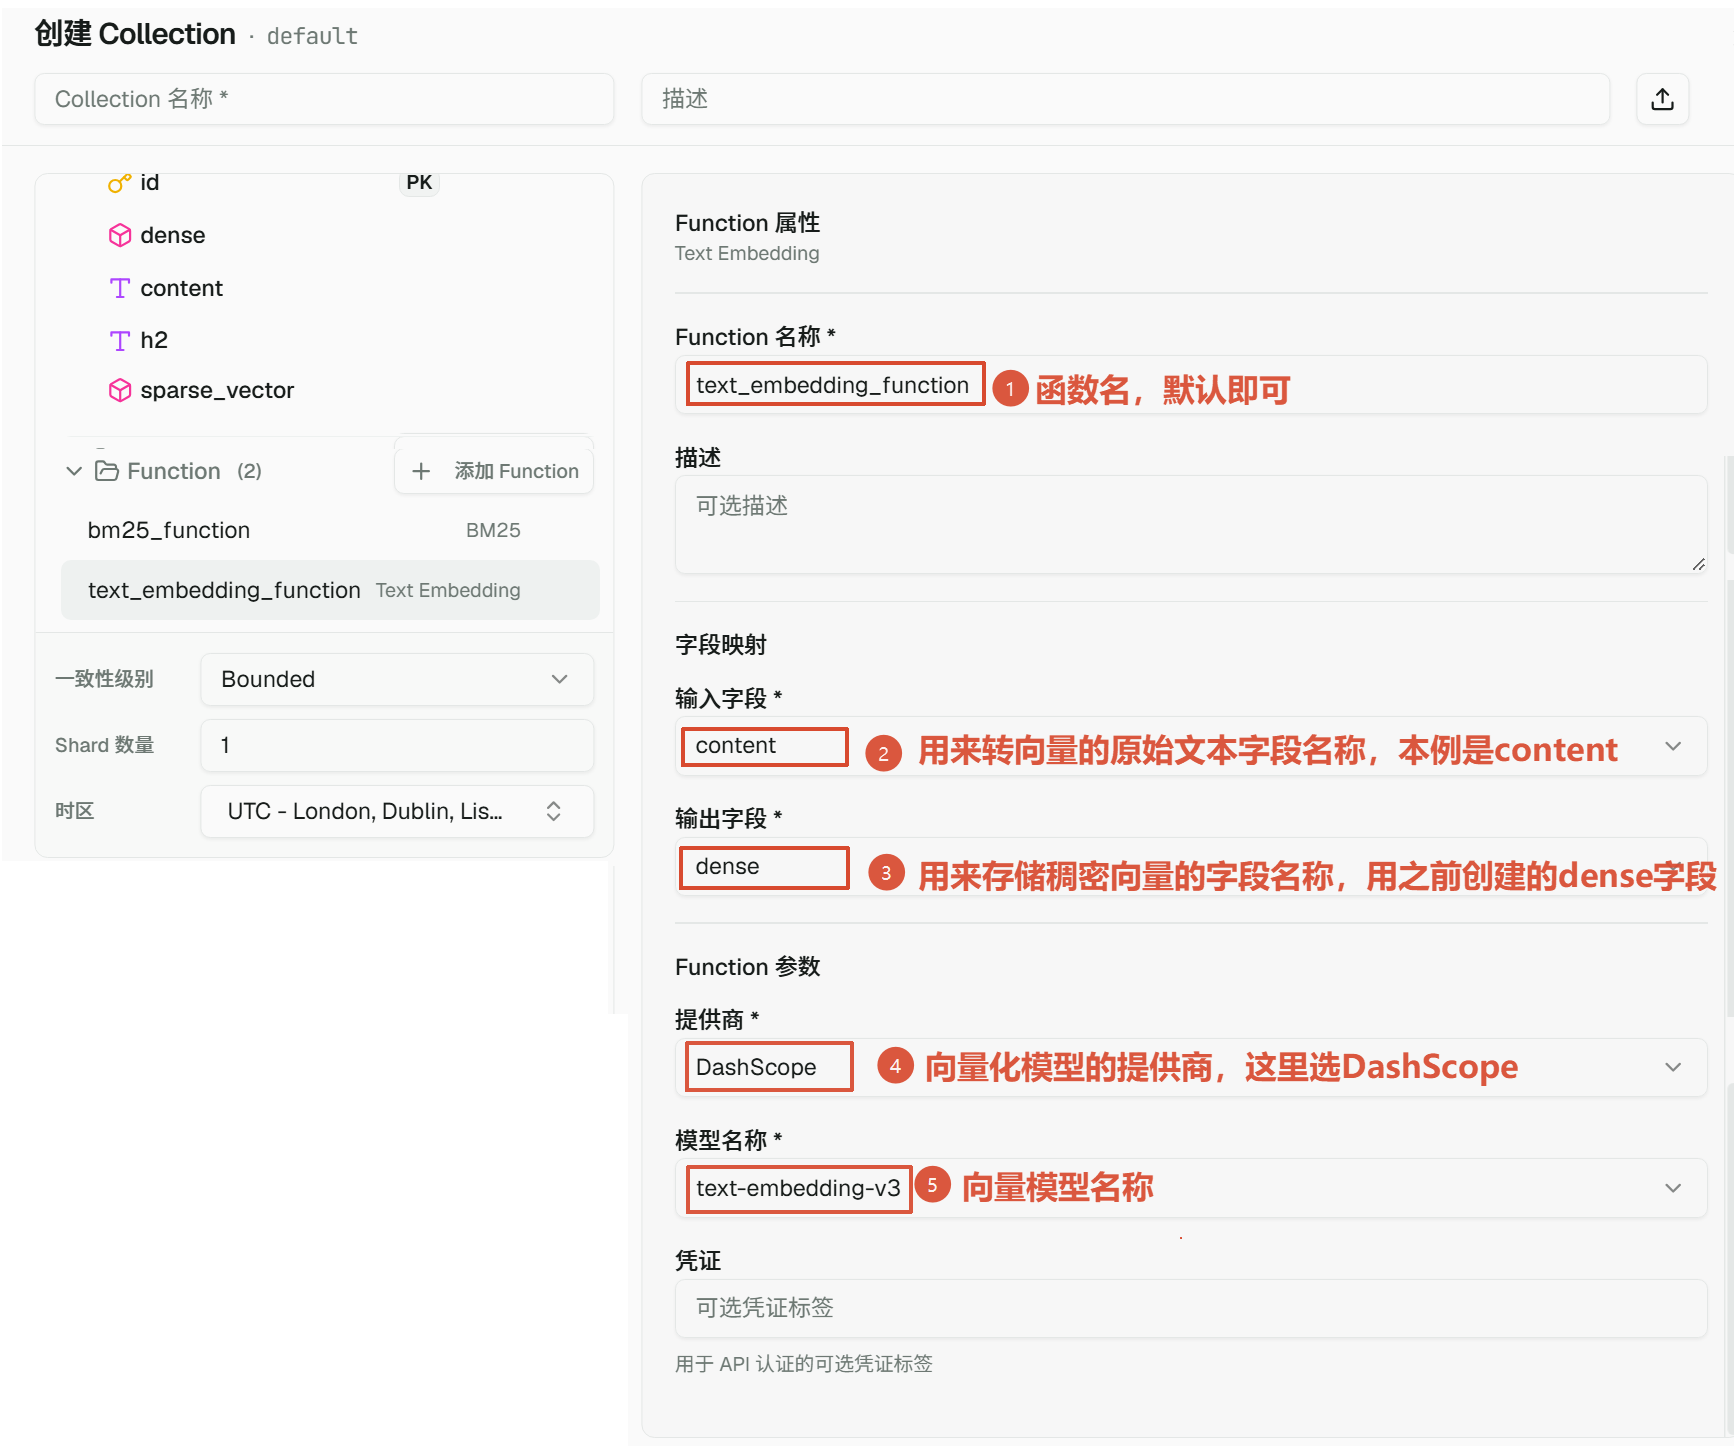 创建 Collection · default
Collection 名称 *
描述
id PK
dense
content
h2
sparse_vector
Function (2)
+ 添加 Function
bm25_function BM25
text_embedding_function Text Embedding
一致性级别 Bounded
Shard 数量 1
时区 UTC - London, Dublin, Lis...
Function 属性
Text Embedding
Function 名称 *
text_embedding_function 1 函数名，默认即可
描述
可选描述
字段映射
输入字段 *
content 2 用来转向量的原始文本字段名称，本例是content
输出字段 *
dense 3 用来存储稠密向量的字段名称，用之前创建的dense字段
Function 参数
提供商 *
DashScope 4 向量化模型的提供商，这里选DashScope
模型名称 *
text-embedding-v3 5 向量模型名称
凭证
可选凭证标签
用于 API 认证的可选凭证标签